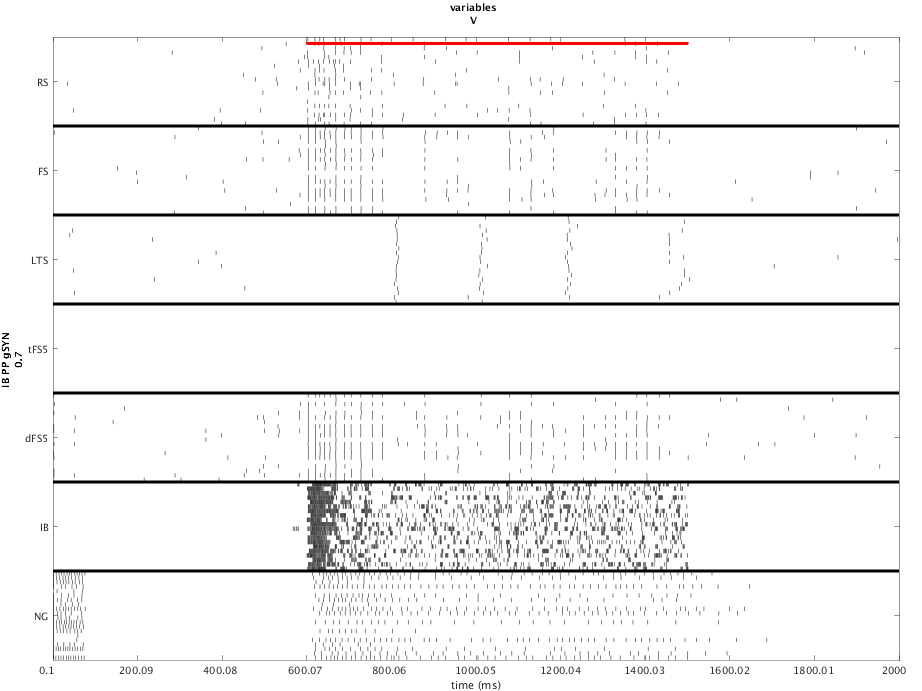 variables
V
RS
FS
LTS
tFS5
dFS5
IB
NG
IB PP gSYN
0.7
0.1 200.09 400.08 600.07 800.06 1000.05 1200.04 1400.03 1600.02 1800.01 2000
time (ms)